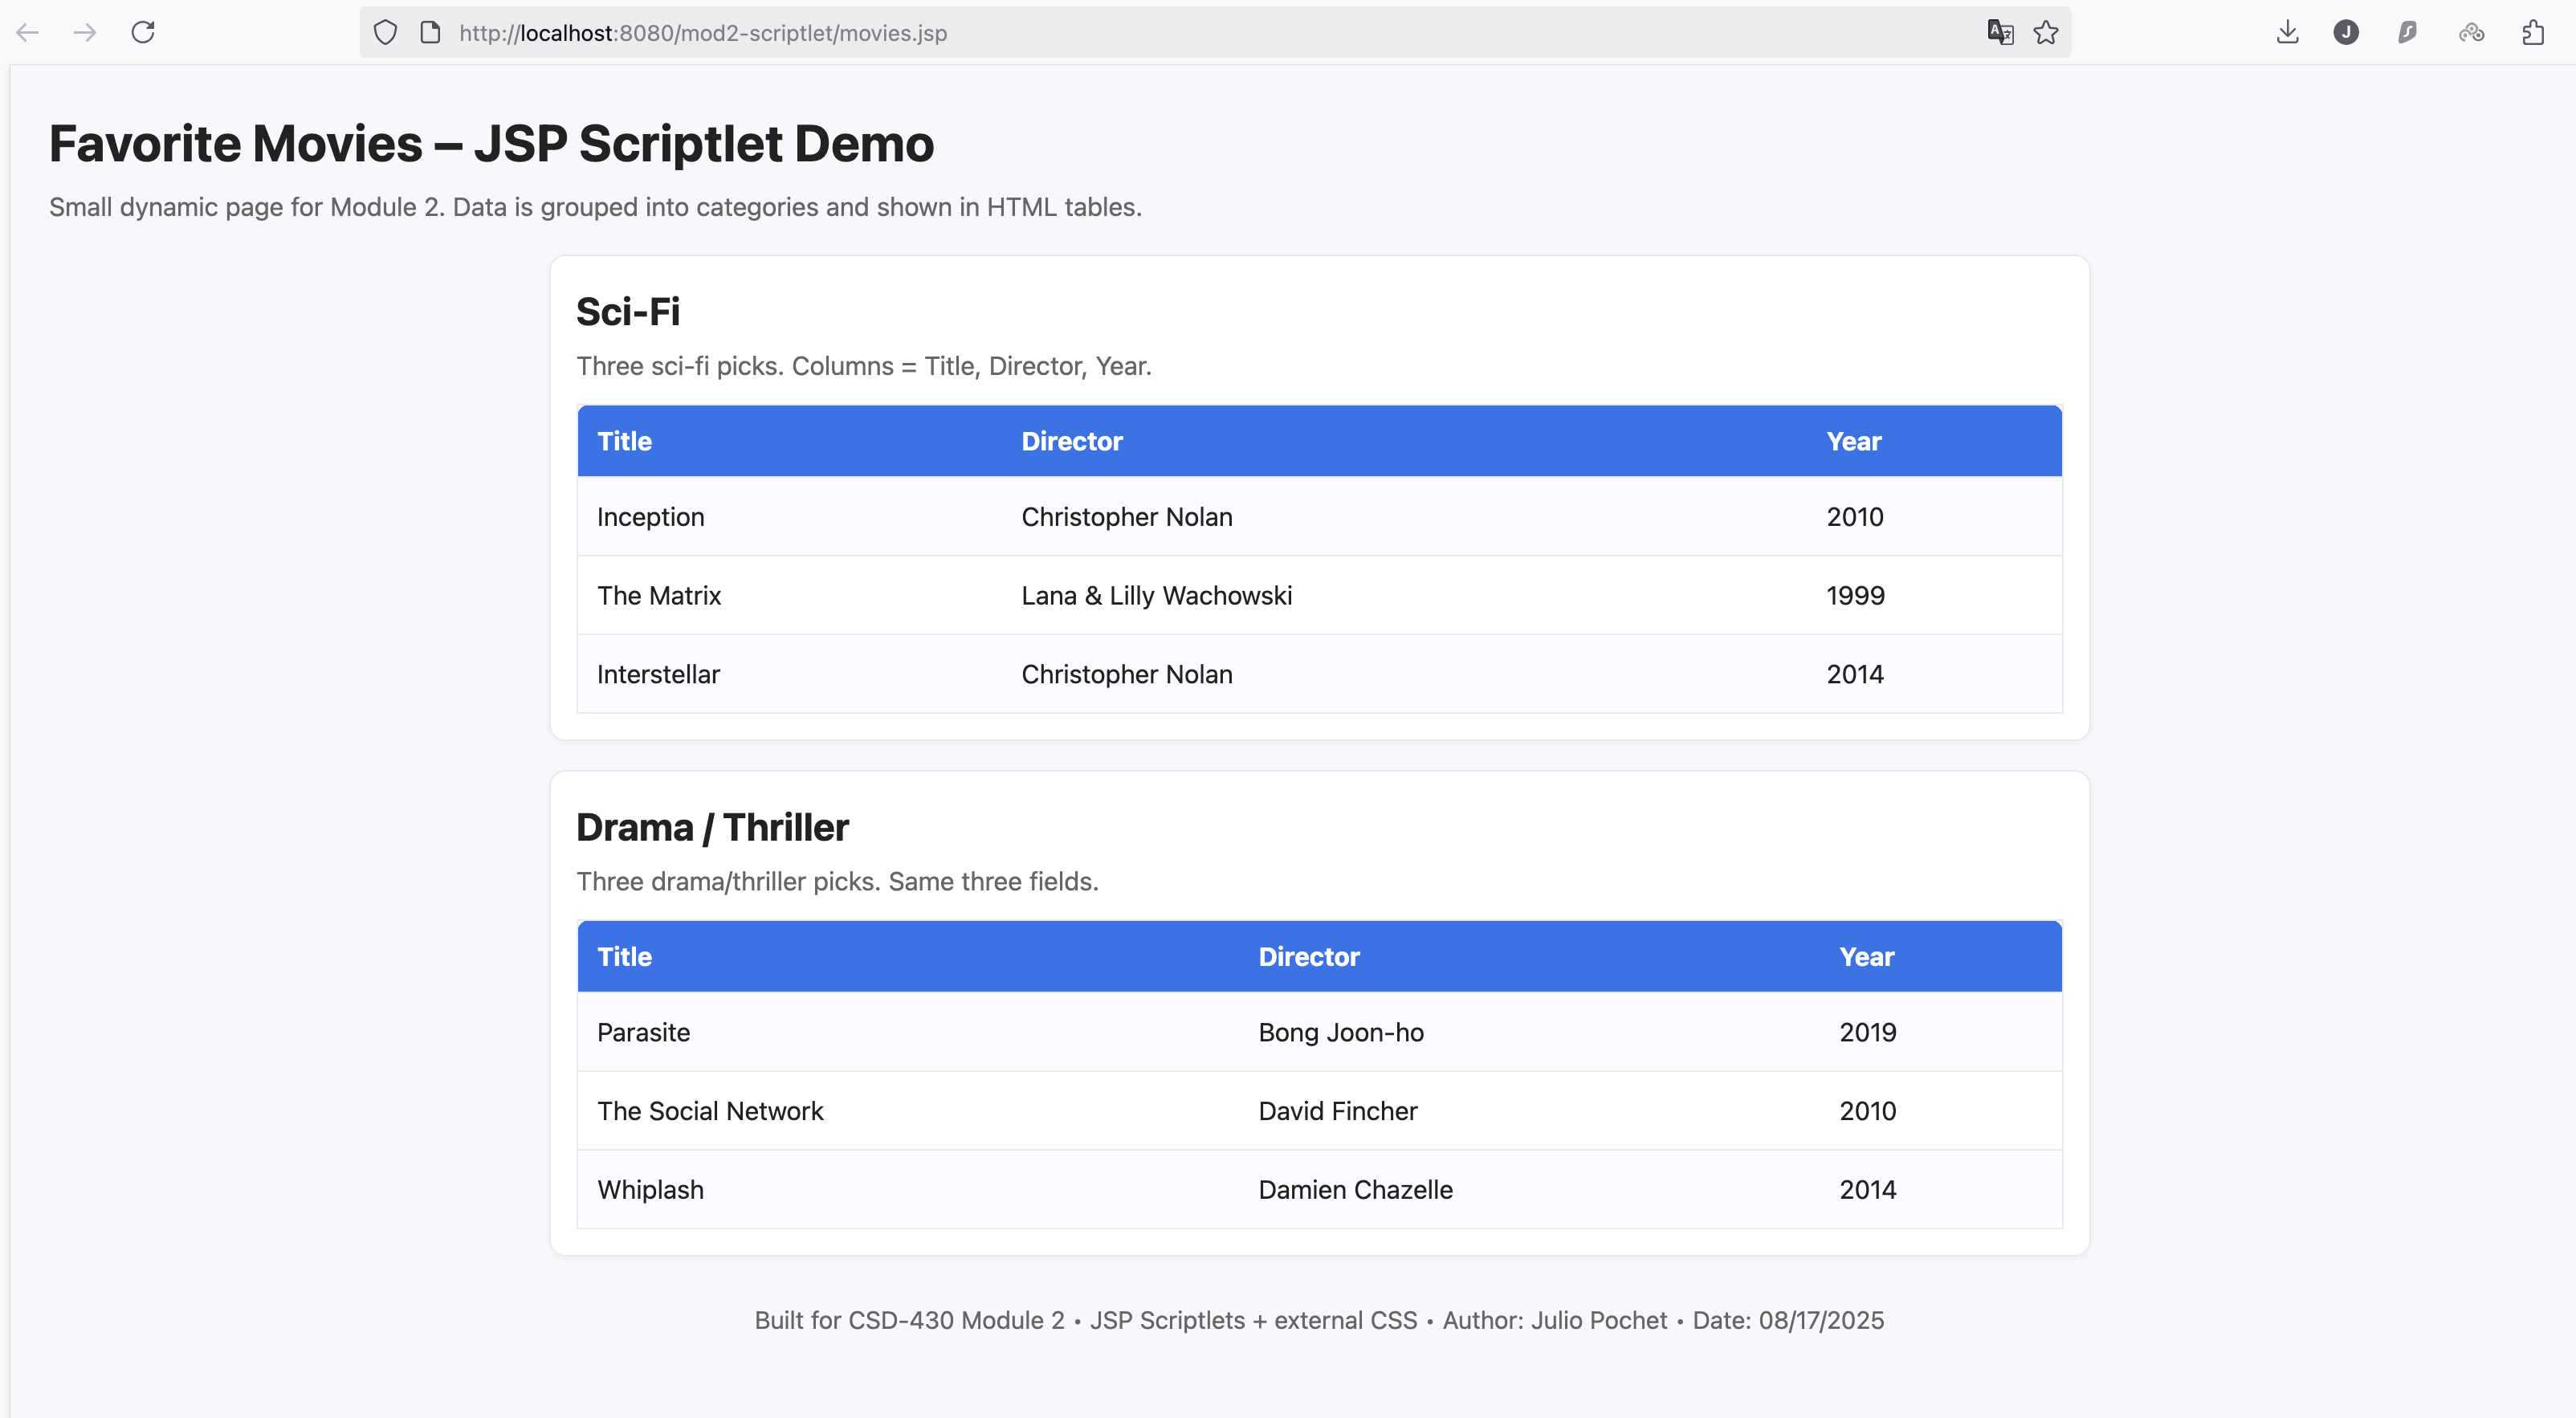 http://localhost:8080/mod2-scriptlet/movies.jsp
J
Favorite Movies – JSP Scriptlet Demo
Small dynamic page for Module 2. Data is grouped into categories and shown in HTML tables.
Sci-Fi
Three sci-fi picks. Columns = Title, Director, Year.
Title Director Year
Inception Christopher Nolan 2010
The Matrix Lana & Lilly Wachowski 1999
Interstellar Christopher Nolan 2014
Drama / Thriller
Three drama/thriller picks. Same three fields.
Title Director Year
Parasite Bong Joon-ho 2019
The Social Network David Fincher 2010
Whiplash Damien Chazelle 2014
Built for CSD-430 Module 2 • JSP Scriptlets + external CSS • Author: Julio Pochet • Date: 08/17/2025